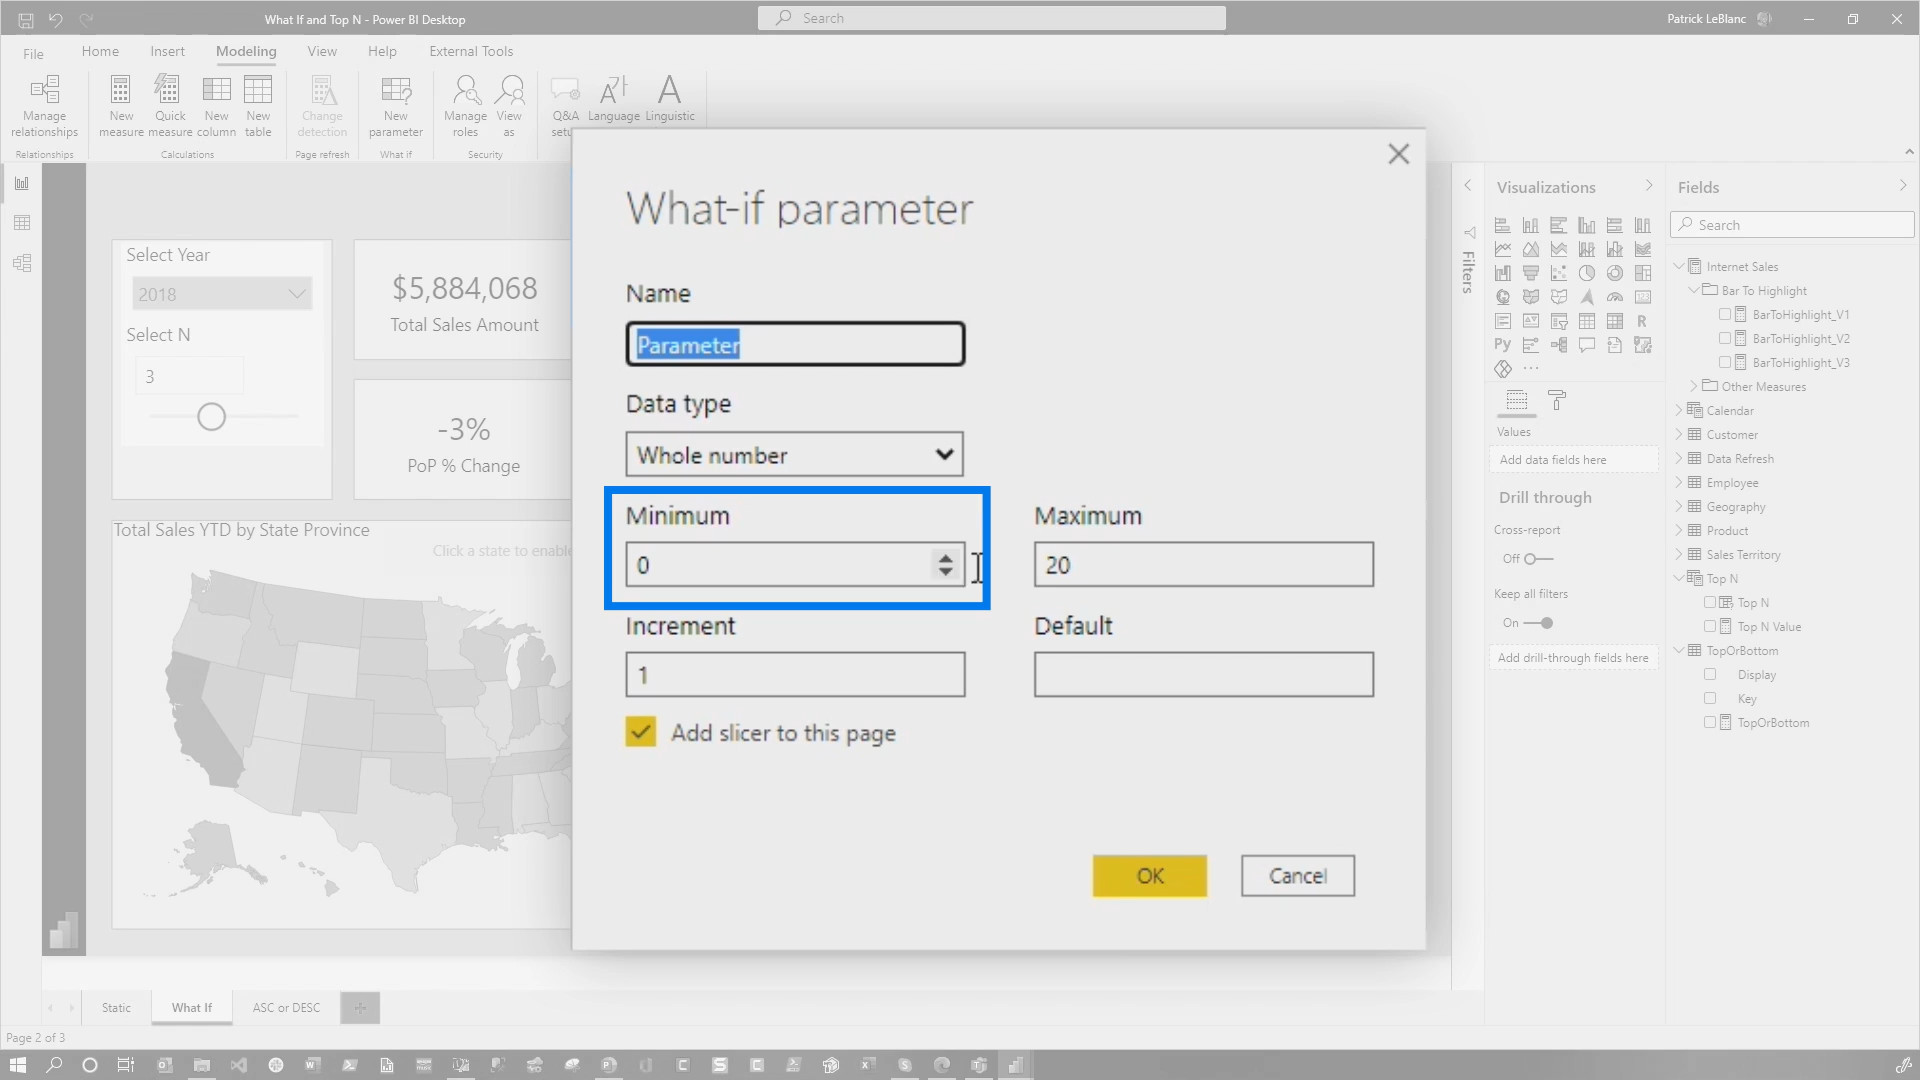 What If and Top N - Power BI Desktop
Search
Patrick LeBlanc
File
Home
Insert
Modeling
View
Help
External Tools
Manage relationships
New measure
Quick measure
New column
New table
Change detection
New parameter
Manage roles
View as
Q&A setu
Language
Linguistic
Relationships
Calculations
Page refresh
What if
Security
Select Year
2018
Select N
3
$5,884,068
Total Sales Amount
-3%
PoP % Change
Total Sales YTD by State Province
Click a state to enable
What-if parameter
Name
Parameter
Data type
Whole number
Minimum
0
Maximum
20
Increment
1
Default
Add slicer to this page
OK
Cancel
Filters
Visualizations
Py
R
123
Values
Add data fields here
Drill through
Cross-report
Off
Keep all filters
On
Add drill-through fields here
Fields
Search
Internet Sales
Bar To Highlight
BarToHighlight_V1
BarToHighlight_V2
BarToHighlight_V3
Other Measures
Calendar
Customer
Data Refresh
Employee
Geography
Product
Sales Territory
Top N
Top N
Top N Value
TopOrBottom
Display
Key
TopOrBottom
Static
What If
ASC or DESC
Page 2 of 3